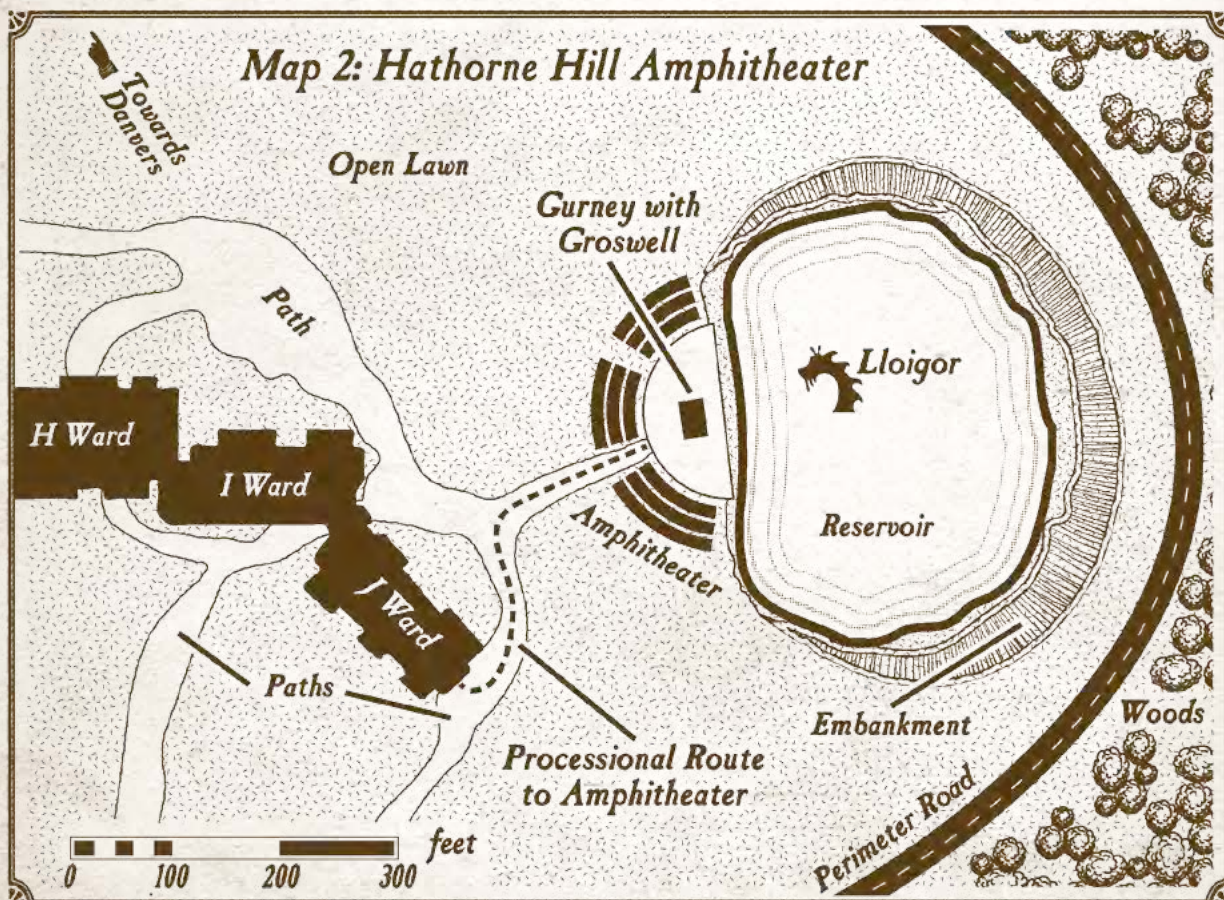 Map 2: Hathorne Hill Amphitheater
Towards
Danvers
Open Lawn
Gurney with
Groswell
Path
Lloigor
H Ward
I Ward
Reservoir
Amphitheater
J Ward
Paths
Embankment
Woods
Processional Route
to Amphitheater
Perimeter Road
feet
0 100 200 300